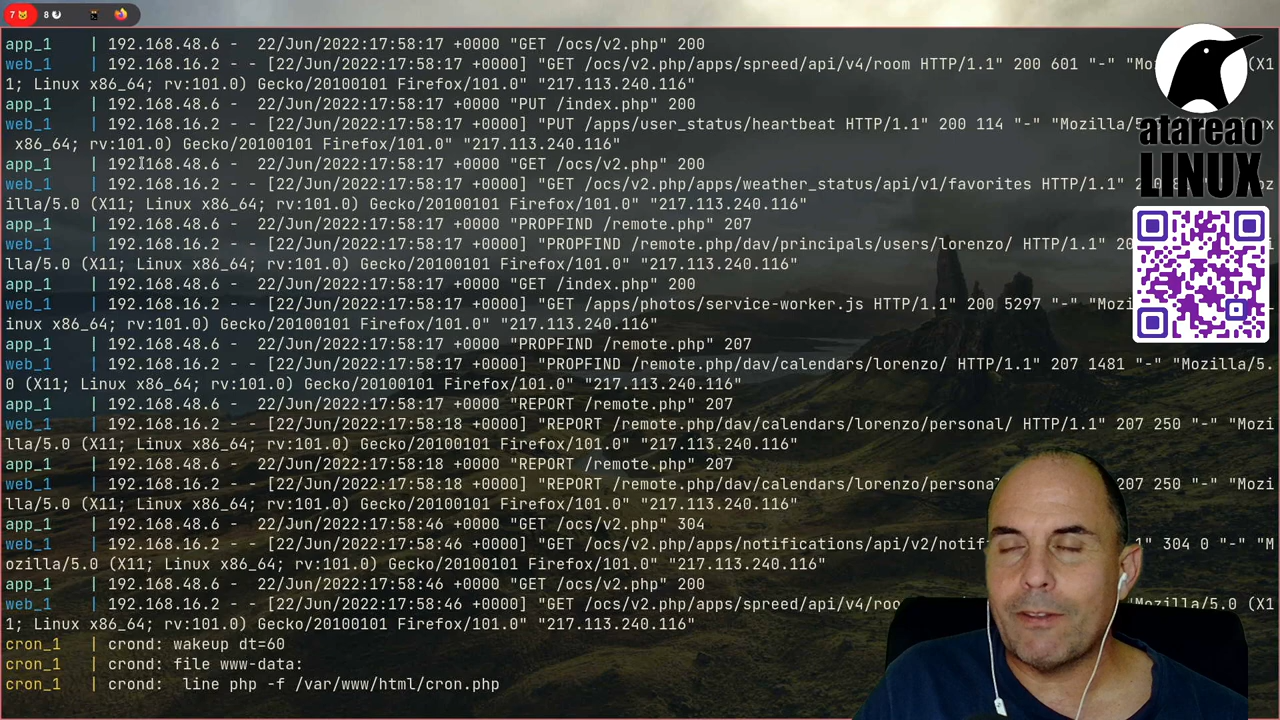 7 8
app_1    | 192.168.48.6 -  22/Jun/2022:17:58:17 +0000 "GET /ocs/v2.php" 200
web_1    | 192.168.16.2 - - [22/Jun/2022:17:58:17 +0000] "GET /ocs/v2.php/apps/spreed/api/v4/room HTTP/1.1" 200 601 "-" (X1
1; Linux x86_64; rv:101.0) Gecko/20100101 Firefox/101.0" "217.113.240.116"
app_1    | 192.168.48.6 -  22/Jun/2022:17:58:17 +0000 "PUT /index.php" 200
web_1    | 192.168.16.2 - - [22/Jun/2022:17:58:17 +0000] "PUT /apps/user_status/heartbeat HTTP/1.1" 200 114 "-"
x86_64; rv:101.0) Gecko/20100101 Firefox/101.0" "217.113.240.116"
app_1    | 192.168.48.6 -  22/Jun/2022:17:58:17 +0000 "GET /ocs/v2.php" 200
web_1    | 192.168.16.2 - - [22/Jun/2022:17:58:17 +0000] "GET /ocs/v2.php/apps/weather_status/api/v1/favorites HTTP/1.1"
illa/5.0 (X11; Linux x86_64; rv:101.0) Gecko/20100101 Firefox/101.0" "217.113.240.116"
app_1    | 192.168.48.6 -  22/Jun/2022:17:58:17 +0000 "PROPFIND /remote.php" 207
web_1    | 192.168.16.2 - - [22/Jun/2022:17:58:17 +0000] "PROPFIND /remote.php/dav/principals/users/lorenzo/ HTTP/1.1"
lla/5.0 (X11; Linux x86_64; rv:101.0) Gecko/20100101 Firefox/101.0" "217.113.240.116"
app_1    | 192.168.48.6 -  22/Jun/2022:17:58:17 +0000 "GET /index.php" 200
web_1    | 192.168.16.2 - - [22/Jun/2022:17:58:17 +0000] "GET /apps/photos/service-worker.js HTTP/1.1" 200 5297 "-"
inux x86_64; rv:101.0) Gecko/20100101 Firefox/101.0" "217.113.240.116"
app_1    | 192.168.48.6 -  22/Jun/2022:17:58:17 +0000 "PROPFIND /remote.php" 207
web_1    | 192.168.16.2 - - [22/Jun/2022:17:58:17 +0000] "PROPFIND /remote.php/dav/calendars/lorenzo/ HTTP/1.1" 207 1481 "-" "Mozilla/5.
0 (X11; Linux x86_64; rv:101.0) Gecko/20100101 Firefox/101.0" "217.113.240.116"
app_1    | 192.168.48.6 -  22/Jun/2022:17:58:17 +0000 "REPORT /remote.php" 207
web_1    | 192.168.16.2 - - [22/Jun/2022:17:58:18 +0000] "REPORT /remote.php/dav/calendars/lorenzo/personal/ HTTP/1.1" 207 250 "-" "Mozi
lla/5.0 (X11; Linux x86_64; rv:101.0) Gecko/20100101 Firefox/101.0" "217.113.240.116"
app_1    | 192.168.48.6 -  22/Jun/2022:17:58:18 +0000 "REPORT /remote.php" 207
web_1    | 192.168.16.2 - - [22/Jun/2022:17:58:18 +0000] "REPORT /remote.php/dav/calendars/lorenzo/persona 207 250 "-" "Mozi
lla/5.0 (X11; Linux x86_64; rv:101.0) Gecko/20100101 Firefox/101.0" "217.113.240.116"
app_1    | 192.168.48.6 -  22/Jun/2022:17:58:46 +0000 "GET /ocs/v2.php" 304
web_1    | 192.168.16.2 - - [22/Jun/2022:17:58:46 +0000] "GET /ocs/v2.php/apps/notifications/api/v2/notif 1" 304 0 "-" "M
ozilla/5.0 (X11; Linux x86_64; rv:101.0) Gecko/20100101 Firefox/101.0" "217.113.240.116"
app_1    | 192.168.48.6 -  22/Jun/2022:17:58:46 +0000 "GET /ocs/v2.php" 200
web_1    | 192.168.16.2 - - [22/Jun/2022:17:58:46 +0000] "GET /ocs/v2.php/apps/spreed/api/v4/roo "Mozilla/5.0 (X1
1; Linux x86_64; rv:101.0) Gecko/20100101 Firefox/101.0" "217.113.240.116"
cron_1   | crond: wakeup dt=60
cron_1   | crond: file www-data:
cron_1   | crond:  line php -f /var/www/html/cron.php
atareao
LINUX